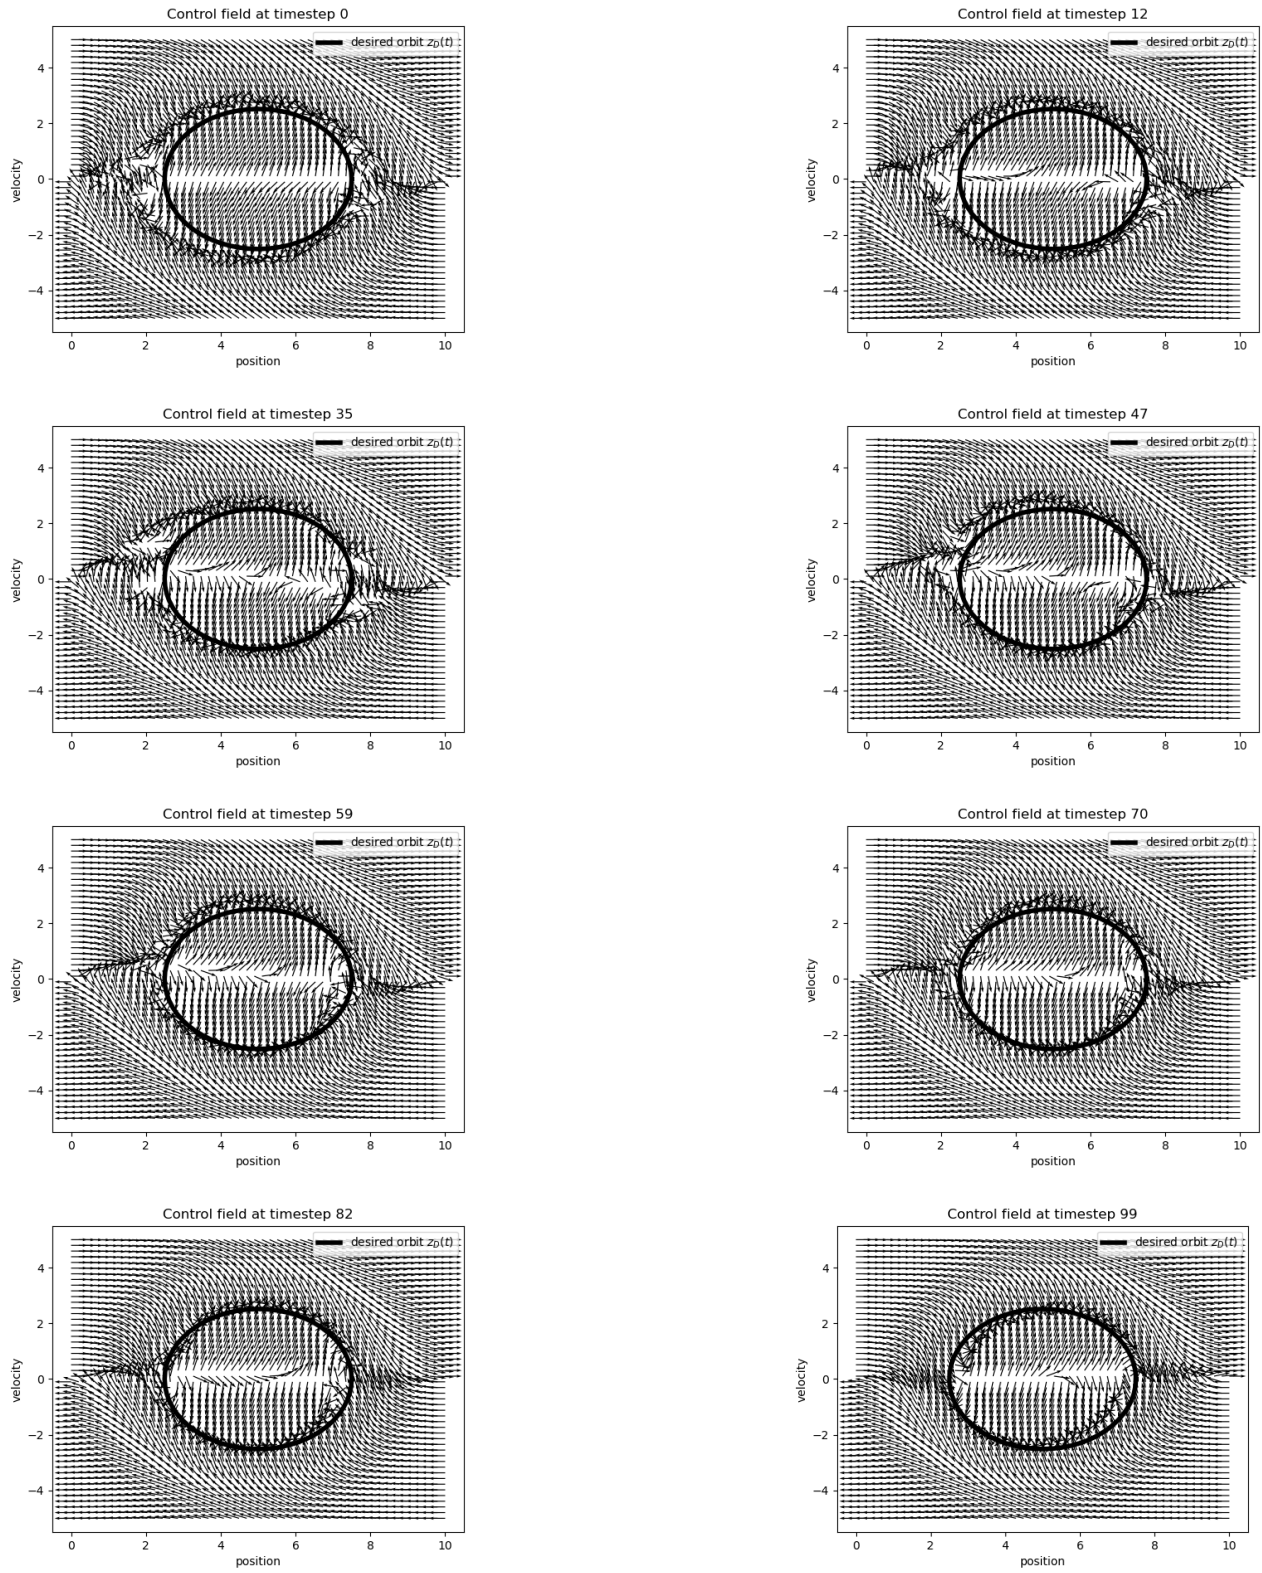 Control field at timestep 0
desired orbit z_D(t)
velocity
4
2
0
−2
−4
0 2 4 6 8 10
position
Control field at timestep 12
desired orbit z_D(t)
velocity
4
2
0
−2
−4
0 2 4 6 8 10
position
Control field at timestep 35
desired orbit z_D(t)
velocity
4
2
0
−2
−4
0 2 4 6 8 10
position
Control field at timestep 47
desired orbit z_D(t)
velocity
4
2
0
−2
−4
0 2 4 6 8 10
position
Control field at timestep 59
desired orbit z_D(t)
velocity
4
2
0
−2
−4
0 2 4 6 8 10
position
Control field at timestep 70
desired orbit z_D(t)
velocity
4
2
0
−2
−4
0 2 4 6 8 10
position
Control field at timestep 82
desired orbit z_D(t)
velocity
4
2
0
−2
−4
0 2 4 6 8 10
position
Control field at timestep 99
desired orbit z_D(t)
velocity
4
2
0
−2
−4
0 2 4 6 8 10
position